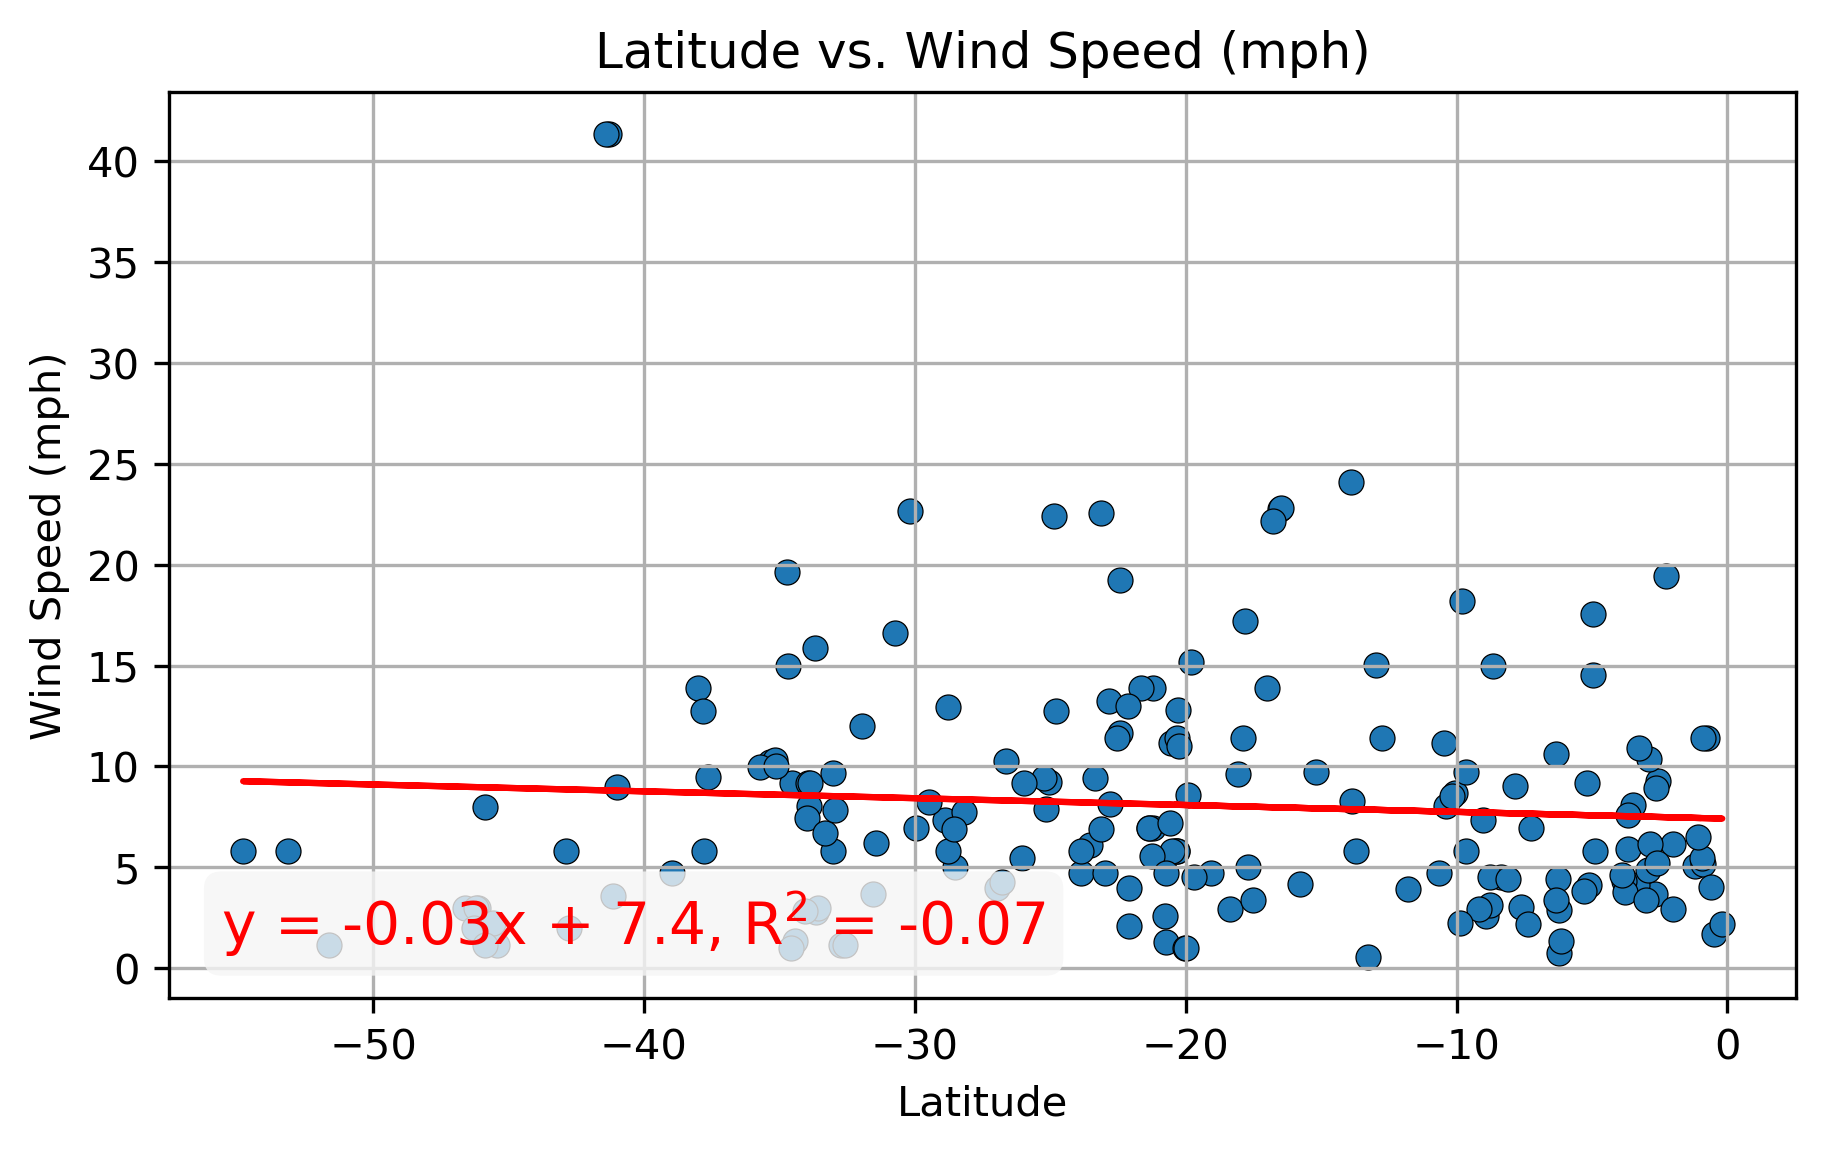 Latitude vs. Wind Speed (mph)
Wind Speed (mph)
40
35
30
25
20
15
10
5
0
y = -0.03x + 7.4, R² = -0.07
−50 −40 −30 −20 −10 0
Latitude